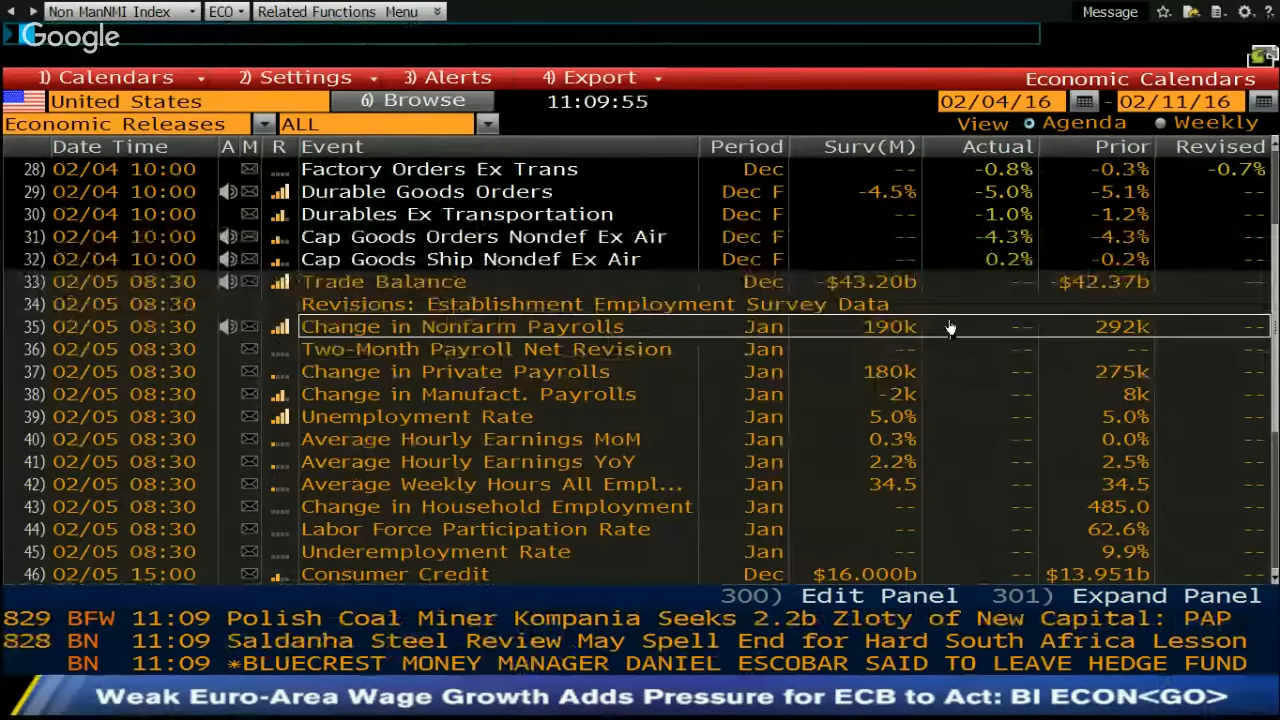 Non ManNMI Index ECO Related Functions Menu Message
Google
1) Calendars 2) Settings 3) Alerts 4) Export Economic Calendars
United States 6) Browse 11:09:55 02/04/16 - 02/11/16
Economic Releases ALL View Agenda Weekly
Date Time A M R Event Period Surv(M) Actual Prior Revised
28) 02/04 10:00 Factory Orders Ex Trans Dec -- -0.8% -0.3% -0.7%
29) 02/04 10:00 Durable Goods Orders Dec F -4.5% -5.0% -5.1% --
30) 02/04 10:00 Durables Ex Transportation Dec F -- -1.0% -1.2% --
31) 02/04 10:00 Cap Goods Orders Nondef Ex Air Dec F -- -4.3% -4.3% --
32) 02/04 10:00 Cap Goods Ship Nondef Ex Air Dec F -- 0.2% -0.2% --
33) 02/05 08:30 Trade Balance Dec -$43.20b -- -$42.37b --
34) 02/05 08:30 Revisions: Establishment Employment Survey Data
35) 02/05 08:30 Change in Nonfarm Payrolls Jan 190k -- 292k --
36) 02/05 08:30 Two-Month Payroll Net Revision Jan -- -- -- --
37) 02/05 08:30 Change in Private Payrolls Jan 180k -- 275k --
38) 02/05 08:30 Change in Manufact. Payrolls Jan -2k -- 8k --
39) 02/05 08:30 Unemployment Rate Jan 5.0% -- 5.0% --
40) 02/05 08:30 Average Hourly Earnings MoM Jan 0.3% -- 0.0% --
41) 02/05 08:30 Average Hourly Earnings YoY Jan 2.2% -- 2.5% --
42) 02/05 08:30 Average Weekly Hours All Empl... Jan 34.5 -- 34.5 --
43) 02/05 08:30 Change in Household Employment Jan -- -- 485.0 --
44) 02/05 08:30 Labor Force Participation Rate Jan -- -- 62.6% --
45) 02/05 08:30 Underemployment Rate Jan -- -- 9.9% --
46) 02/05 15:00 Consumer Credit Dec $16.000b -- $13.951b --
300) Edit Panel 301) Expand Panel
829 BFW 11:09 Polish Coal Miner Kompania Seeks 2.2b Zloty of New Capital: PAP
828 BN 11:09 Saldanha Steel Review May Spell End for Hard South Africa Lesson
BN 11:09 *BLUECREST MONEY MANAGER DANIEL ESCOBAR SAID TO LEAVE HEDGE FUND
Weak Euro-Area Wage Growth Adds Pressure for ECB to Act: BI ECON<GO>